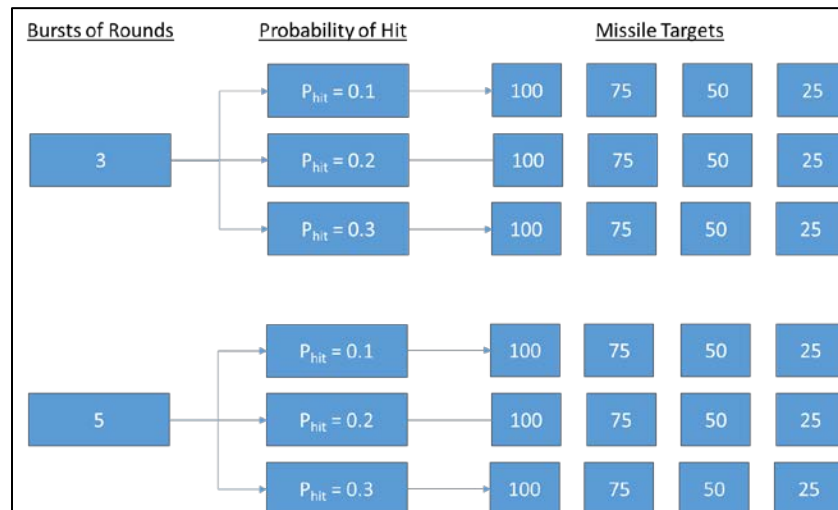 Bursts of Rounds Probability of Hit Missile Targets
P_hit = 0.1 100 75 50 25
3 P_hit = 0.2 100 75 50 25
P_hit = 0.3 100 75 50 25
P_hit = 0.1 100 75 50 25
5 P_hit = 0.2 100 75 50 25
P_hit = 0.3 100 75 50 25